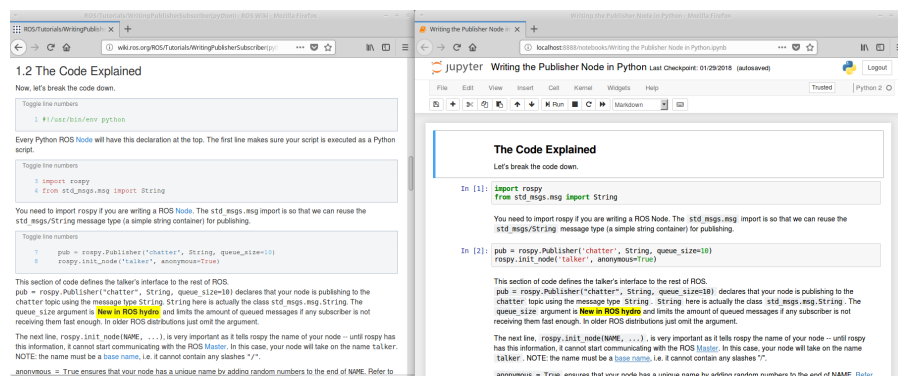 ROS/Tutorials/WritingPublisherSubscriber(python) - ROS Wiki - Mozilla Firefox
ROS/Tutorials/WritingPublish
wiki.ros.org/ROS/Tutorials/WritingPublisherSubscriber(py
1.2 The Code Explained
Now, let's break the code down.
Toggle line numbers
1 #!/usr/bin/env python
Every Python ROS Node will have this declaration at the top. The first line makes sure your script is executed as a Python
script.
Toggle line numbers
3 import rospy
4 from std_msgs.msg import String
You need to import rospy if you are writing a ROS Node. The std_msgs.msg import is so that we can reuse the
std_msgs/String message type (a simple string container) for publishing.
Toggle line numbers
7 pub = rospy.Publisher('chatter', String, queue_size=10)
8 rospy.init_node('talker', anonymous=True)
This section of code defines the talker's interface to the rest of ROS.
pub = rospy.Publisher("chatter", String, queue_size=10) declares that your node is publishing to the
chatter topic using the message type String. String here is actually the class std_msgs.msg.String. The
queue_size argument is New in ROS hydro and limits the amount of queued messages if any subscriber is not
receiving them fast enough. In older ROS distributions just omit the argument.
The next line, rospy.init_node(NAME, ...), is very important as it tells rospy the name of your node -- until rospy has
this information, it cannot start communicating with the ROS Master. In this case, your node will take on the name talker.
NOTE: the name must be a base name, i.e. it cannot contain any slashes "/".
anonymous = True ensures that your node has a unique name by adding random numbers to the end of NAME. Refer to
Writing the Publisher Node in Python - Mozilla Firefox
Writing the Publisher Node in
localhost:8888/notebooks/Writing the Publisher Node in Python.ipynb
jupyter Writing the Publisher Node in Python Last Checkpoint: 01/29/2018 (autosaved)
Logout
File Edit View Insert Cell Kernel Widgets Help
Trusted Python 2
Run Markdown
The Code Explained
Let's break the code down.
In [1]: import rospy
from std_msgs.msg import String
You need to import rospy if you are writing a ROS Node. The std_msgs.msg import is so that we can reuse the
std_msgs/String message type (a simple string container) for publishing.
In [2]: pub = rospy.Publisher('chatter', String, queue_size=10)
rospy.init_node('talker', anonymous=True)
This section of code defines the talker's interface to the rest of ROS.
pub = rospy.Publisher("chatter", String, queue_size=10) declares that your node is publishing to the
chatter topic using the message type String . String here is actually the class std_msgs.msg.String . The
queue_size argument is New in ROS hydro and limits the amount of queued messages if any subscriber is not
receiving them fast enough. In older ROS distributions just omit the argument.
The next line, rospy.init_node(NAME, ...) , is very important as it tells rospy the name of your node -- until rospy
has this information, it cannot start communicating with the ROS Master. In this case, your node will take on the name
talker . NOTE: the name must be a base name, i.e. it cannot contain any slashes "/".
anonymous = True ensures that your node has a unique name by adding random numbers to the end of NAME. Refer